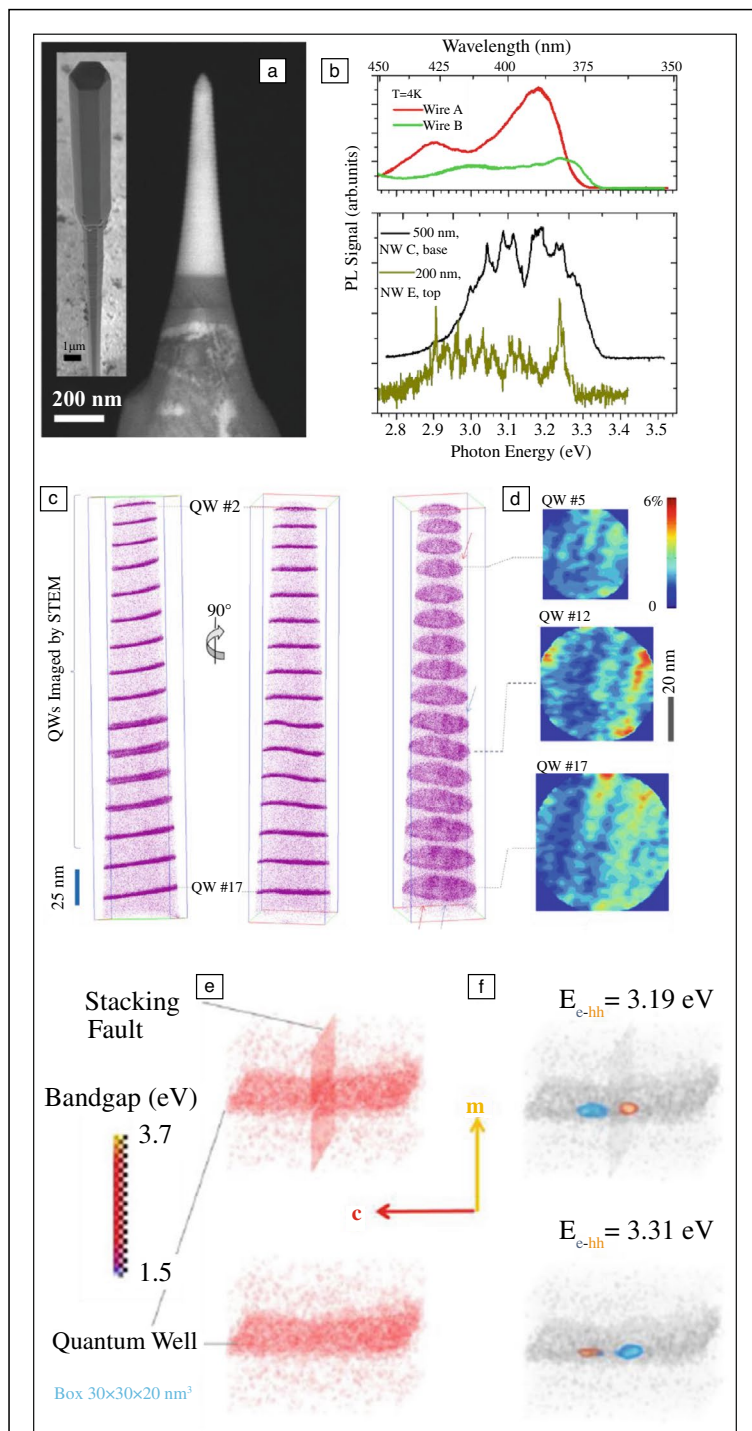 a
1μm
200 nm
b
Wavelength (nm)
450 425 400 375 350
T=4K
Wire A
Wire B
PL Signal (arb.units)
500 nm,
NW C, base
200 nm,
NW E, top
2.8 2.9 3.0 3.1 3.2 3.3 3.4 3.5
Photon Energy (eV)
c
QW #2
90°
QWs Imaged by STEM
25 nm
QW #17
d
QW #5
6%
0
QW #12
20 nm
QW #17
e
Stacking
Fault
Bandgap (eV)
3.7
1.5
m
c
Quantum Well
Box 30×30×20 nm³
f
E e-hh = 3.19 eV
E e-hh = 3.31 eV